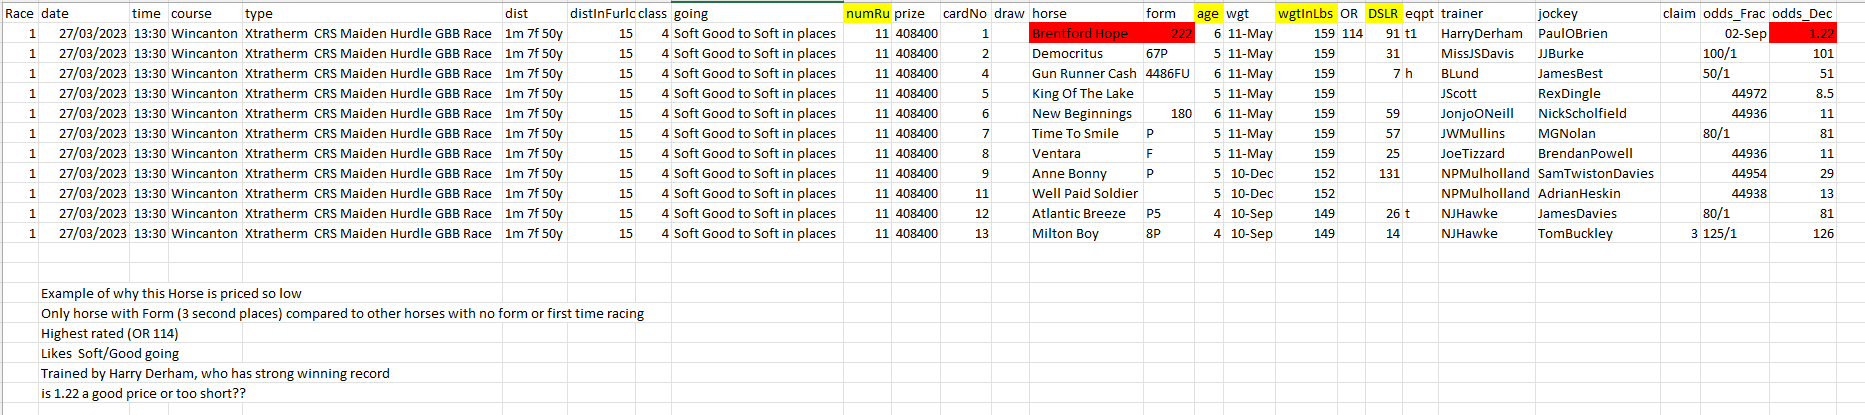 Race date time course type dist distInFurlo class going numRu prize cardNo draw horse form age wgt wgtInLbs OR DSLR eqpt trainer jockey claim odds_Frac odds_Dec
1 27/03/2023 13:30 Wincanton Xtratherm CRS Maiden Hurdle GBB Race 1m 7f 50y 15 4 Soft Good to Soft in places 11 408400 1 Brentford Hope 222 6 11-May 159 114 91 t1 HarryDerham PaulOBrien 02-Sep 1.22
1 27/03/2023 13:30 Wincanton Xtratherm CRS Maiden Hurdle GBB Race 1m 7f 50y 15 4 Soft Good to Soft in places 11 408400 2 Democritus 67P 5 11-May 159 31 MissJSDavis JJBurke 100/1 101
1 27/03/2023 13:30 Wincanton Xtratherm CRS Maiden Hurdle GBB Race 1m 7f 50y 15 4 Soft Good to Soft in places 11 408400 4 Gun Runner Cash 4486FU 6 11-May 159 7 h BLund JamesBest 50/1 51
1 27/03/2023 13:30 Wincanton Xtratherm CRS Maiden Hurdle GBB Race 1m 7f 50y 15 4 Soft Good to Soft in places 11 408400 5 King Of The Lake 5 11-May 159 JScott RexDingle 44972 8.5
1 27/03/2023 13:30 Wincanton Xtratherm CRS Maiden Hurdle GBB Race 1m 7f 50y 15 4 Soft Good to Soft in places 11 408400 6 New Beginnings 180 6 11-May 159 59 JonjoONeill NickScholfield 44936 11
1 27/03/2023 13:30 Wincanton Xtratherm CRS Maiden Hurdle GBB Race 1m 7f 50y 15 4 Soft Good to Soft in places 11 408400 7 Time To Smile P 5 11-May 159 57 JWMullins MGNolan 80/1 81
1 27/03/2023 13:30 Wincanton Xtratherm CRS Maiden Hurdle GBB Race 1m 7f 50y 15 4 Soft Good to Soft in places 11 408400 8 Ventara F 5 11-May 159 25 JoeTizzard BrendanPowell 44936 11
1 27/03/2023 13:30 Wincanton Xtratherm CRS Maiden Hurdle GBB Race 1m 7f 50y 15 4 Soft Good to Soft in places 11 408400 9 Anne Bonny P 5 10-Dec 152 131 NPMulholland SamTwistonDavies 44954 29
1 27/03/2023 13:30 Wincanton Xtratherm CRS Maiden Hurdle GBB Race 1m 7f 50y 15 4 Soft Good to Soft in places 11 408400 11 Well Paid Soldier 5 10-Dec 152 NPMulholland AdrianHeskin 44938 13
1 27/03/2023 13:30 Wincanton Xtratherm CRS Maiden Hurdle GBB Race 1m 7f 50y 15 4 Soft Good to Soft in places 11 408400 12 Atlantic Breeze P5 4 10-Sep 149 26 t NJHawke JamesDavies 80/1 81
1 27/03/2023 13:30 Wincanton Xtratherm CRS Maiden Hurdle GBB Race 1m 7f 50y 15 4 Soft Good to Soft in places 11 408400 13 Milton Boy 8P 4 10-Sep 149 14 NJHawke TomBuckley 3 125/1 126
Example of why this Horse is priced so low
Only horse with Form (3 second places) compared to other horses with no form or first time racing
Highest rated (OR 114)
Likes Soft/Good going
Trained by Harry Derham, who has strong winning record
is 1.22 a good price or too short??